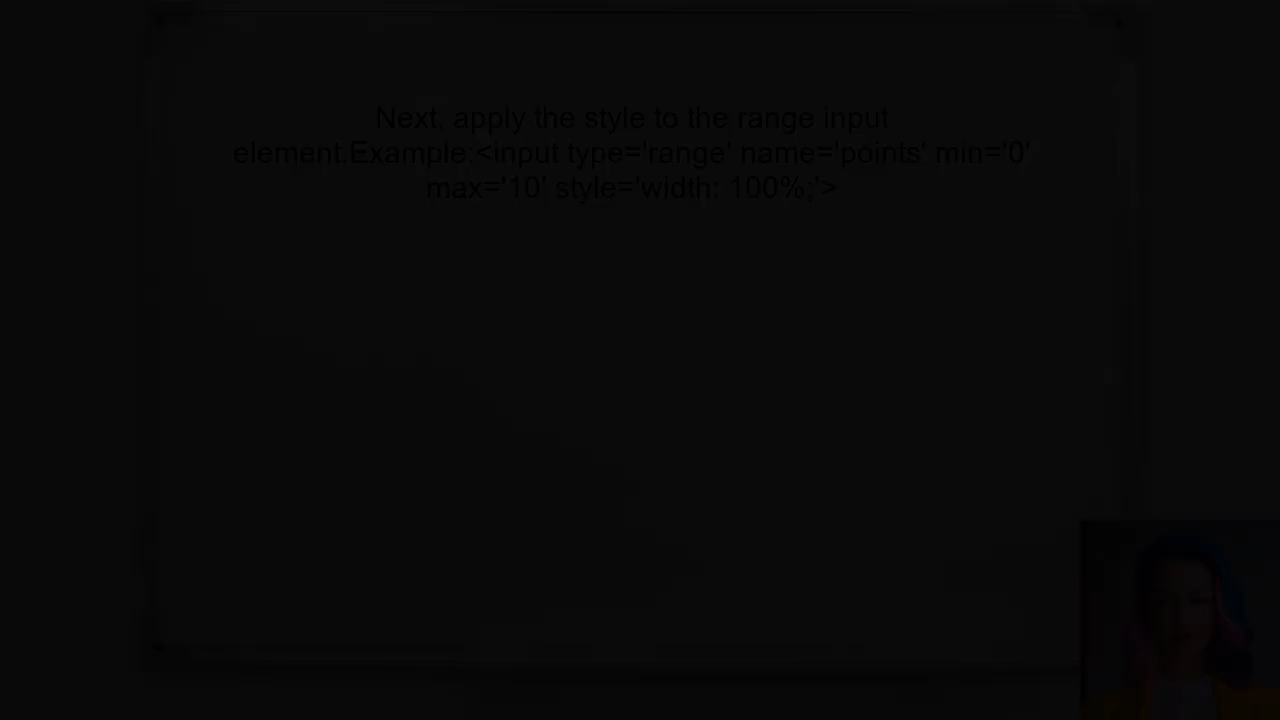 Next, apply the style to the range input
element.Example:<input type='range' name='points' min='0'
max='10' style='width: 100%;'>